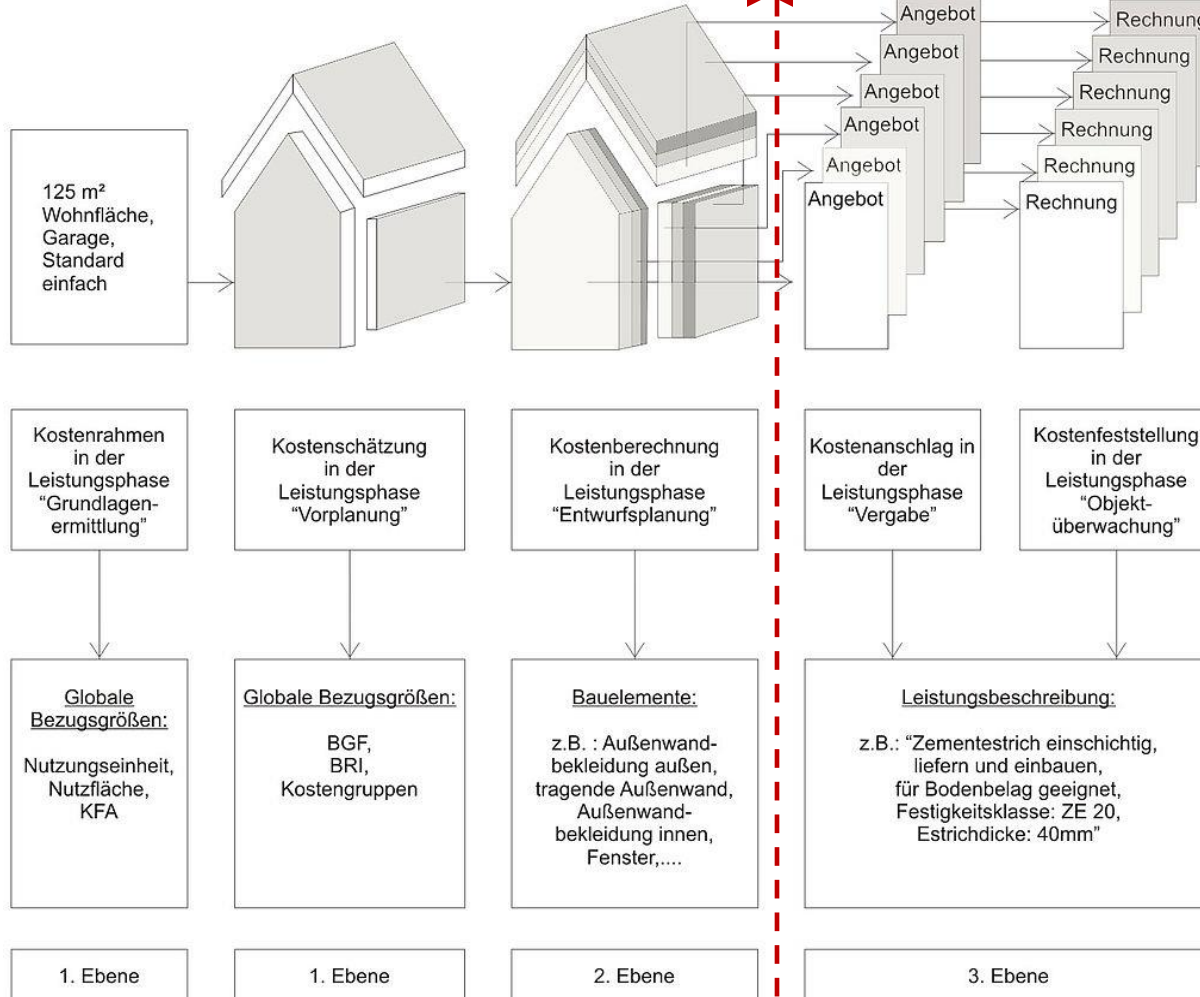 Angebot
Angebot
Angebot
Angebot
Angebot
Angebot
Rechnung
Rechnung
Rechnung
Rechnung
Rechnung
Rechnung
125 m²
Wohnfläche,
Garage,
Standard
einfach
Kostenrahmen
in der
Leistungsphase
“Grundlagen-
ermittlung”
Kostenschätzung
in der
Leistungsphase
“Vorplanung”
Kostenberechnung
in der
Leistungsphase
“Entwurfsplanung”
Kostenanschlag in
der
Leistungsphase
“Vergabe”
Kostenfeststellung
in der
Leistungsphase
“Objekt-
überwachung”
Globale
Bezugsgrößen:
Nutzungseinheit,
Nutzfläche,
KFA
Globale Bezugsgrößen:
BGF,
BRI,
Kostengruppen
Bauelemente:
z.B. : Außenwand-
bekleidung außen,
tragende Außenwand,
Außenwand-
bekleidung innen,
Fenster,....
Leistungsbeschreibung:
z.B.: “Zementestrich einschichtig,
liefern und einbauen,
für Bodenbelag geeignet,
Festigkeitsklasse: ZE 20,
Estrichdicke: 40mm”
1. Ebene
1. Ebene
2. Ebene
3. Ebene